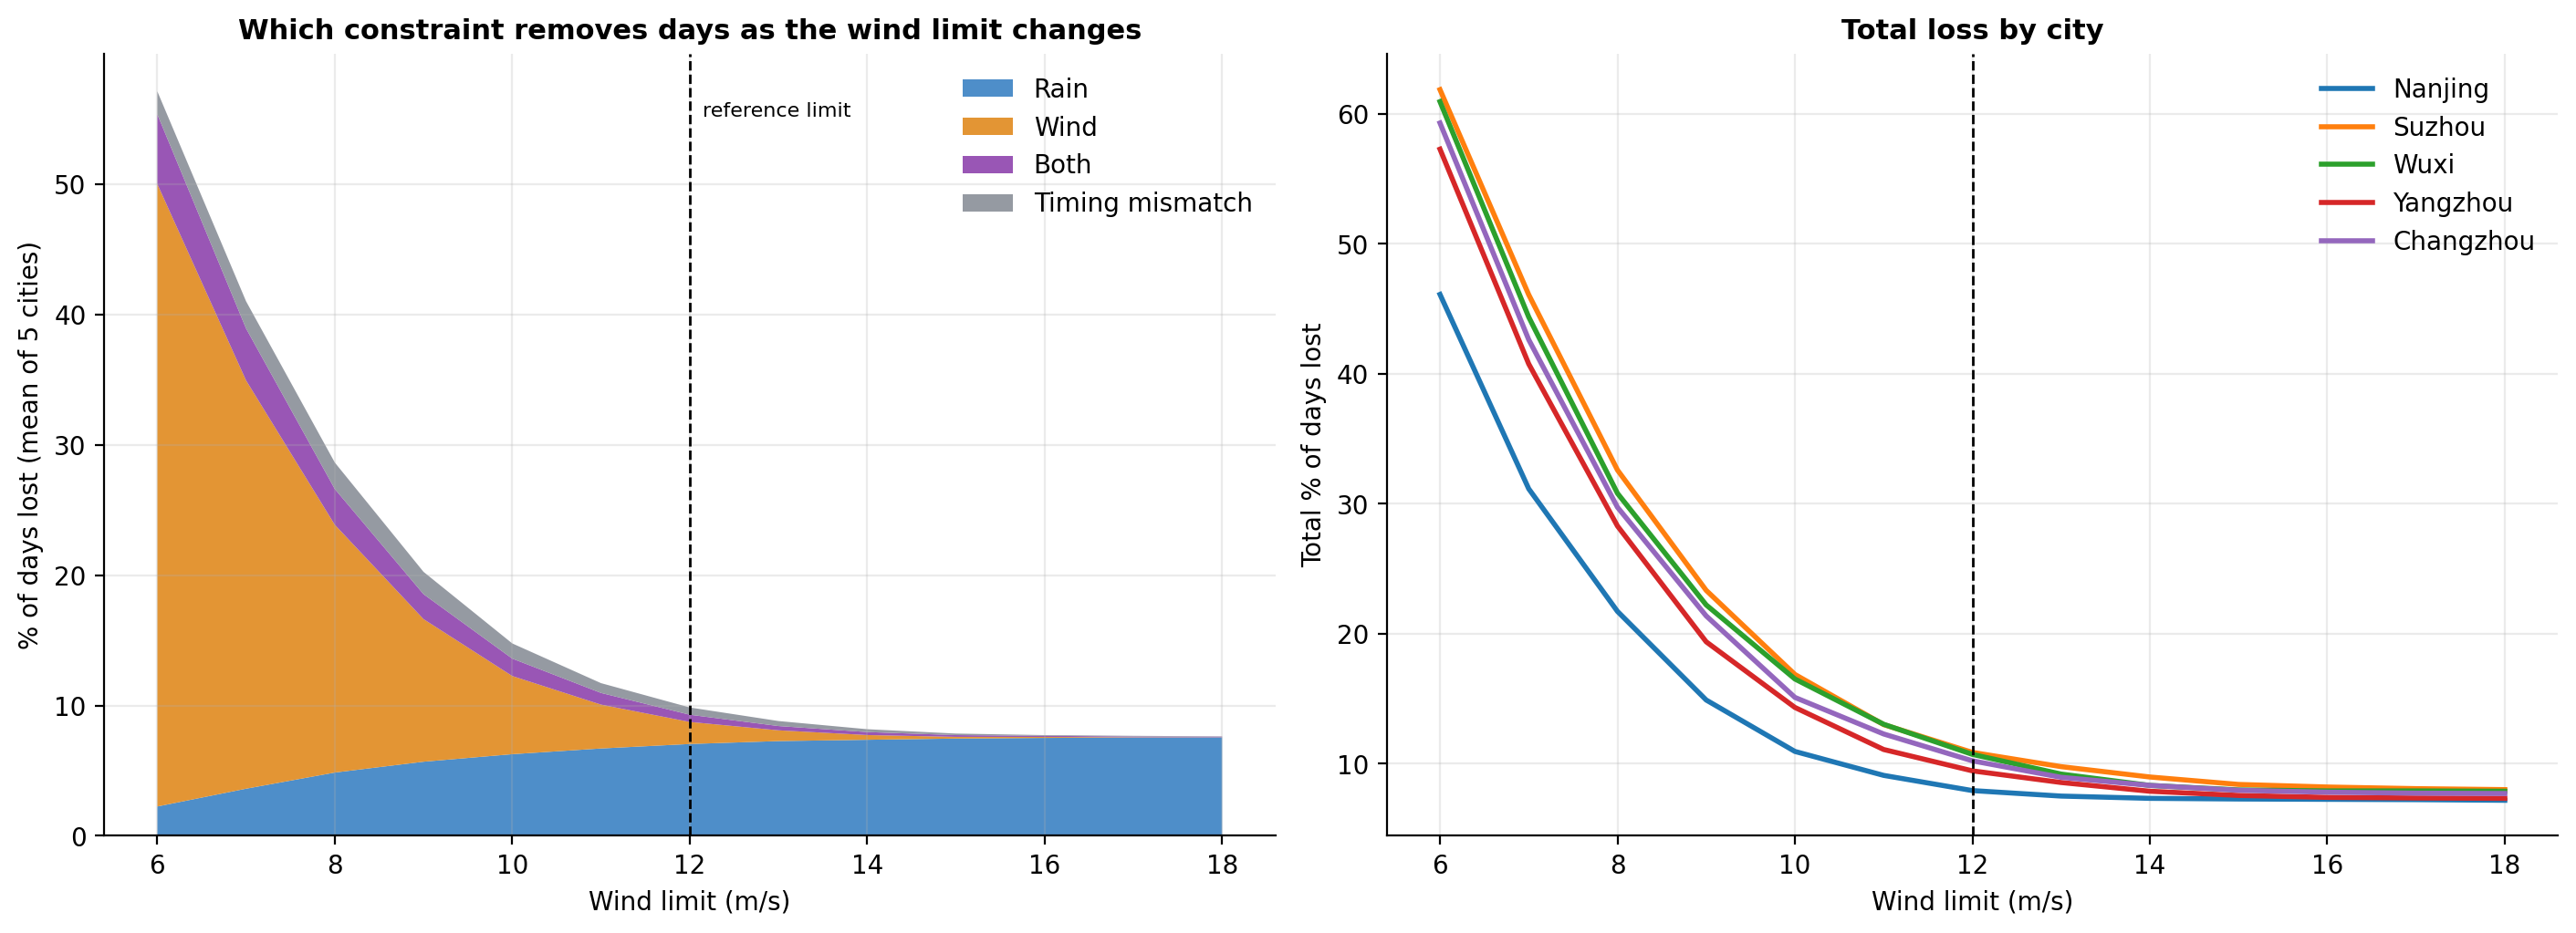 Which constraint removes days as the wind limit changes
% of days lost (mean of 5 cities)
50
40
30
20
10
0
reference limit
Rain
Wind
Both
Timing mismatch
6 8 10 12 14 16 18
Wind limit (m/s)
Total loss by city
Total % of days lost
60
50
40
30
20
10
Nanjing
Suzhou
Wuxi
Yangzhou
Changzhou
6 8 10 12 14 16 18
Wind limit (m/s)